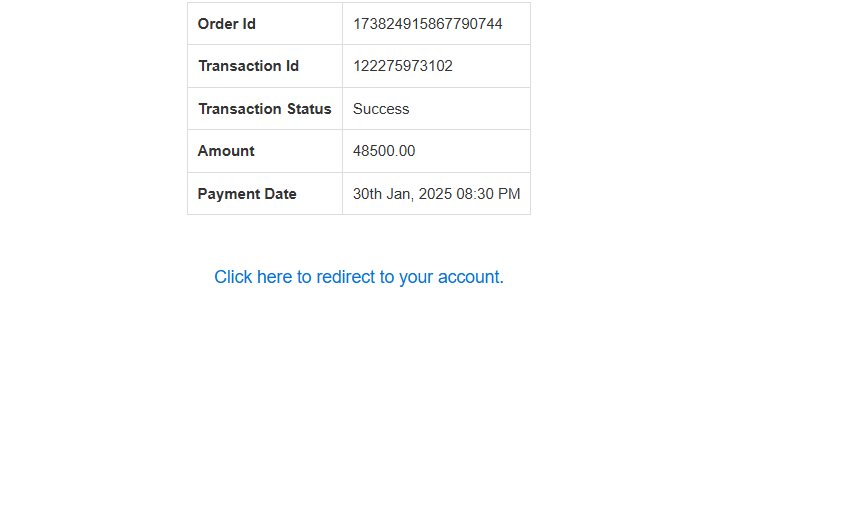 Order Id 173824915867790744
Transaction Id 122275973102
Transaction Status Success
Amount 48500.00
Payment Date 30th Jan, 2025 08:30 PM
Click here to redirect to your account.